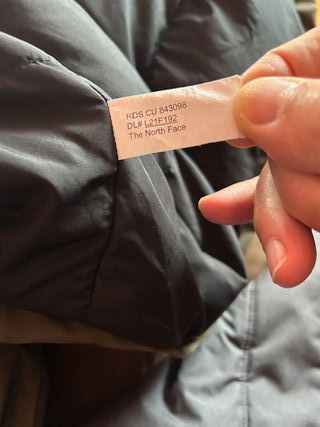 RDS CU 843098
DL# L21F192
The North Face